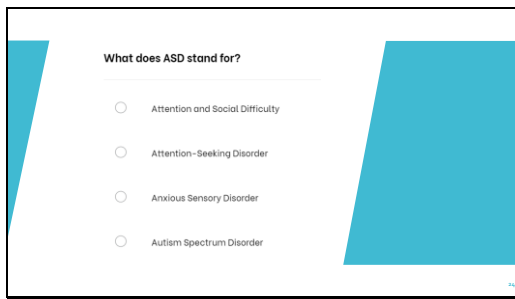 What does ASD stand for?
Attention and Social Difficulty
Attention-Seeking Disorder
Anxious Sensory Disorder
Autism Spectrum Disorder